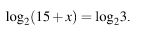 log₂(15 + x) = log₂3.